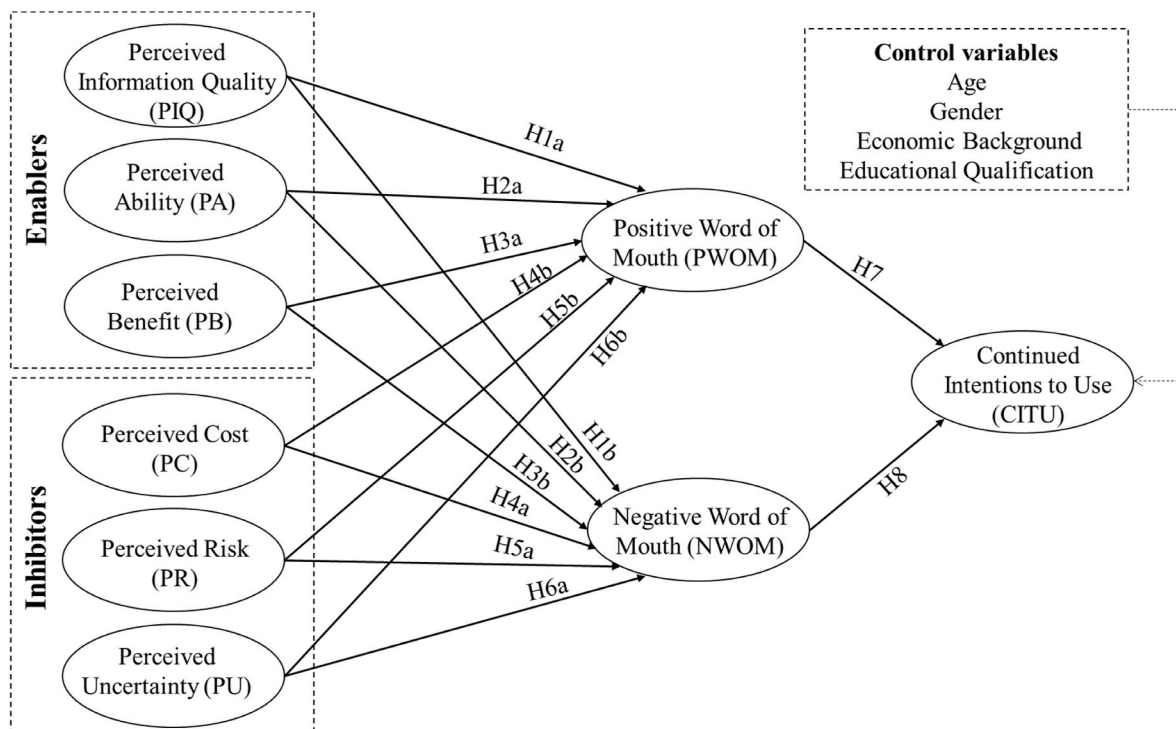 Enablers
Perceived
Information Quality
(PIQ)
Perceived
Ability (PA)
Perceived
Benefit (PB)
Inhibitors
Perceived Cost
(PC)
Perceived Risk
(PR)
Perceived
Uncertainty (PU)
H1a
H2a
H3a
H4b
H5b
H6b
H1b
H2b
H3b
H4a
H5a
H6a
Positive Word of
Mouth (PWOM)
Negative Word of
Mouth (NWOM)
H7
H8
Control variables
Age
Gender
Economic Background
Educational Qualification
Continued
Intentions to Use
(CITU)